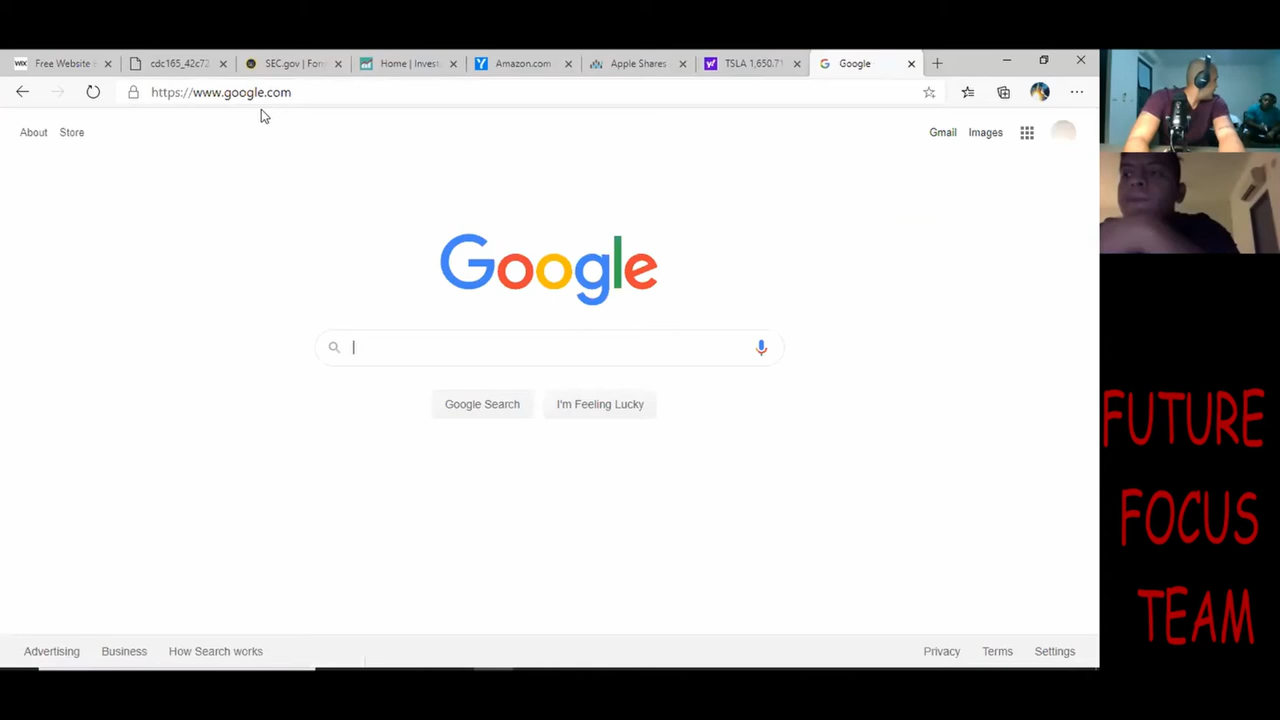 WIX Free Website
cdc165_42c72
SEC.gov | For
Home | Invest
Amazon.com
Apple Shares
TSLA 1,650.71
Google
https://www.google.com
About Store
Gmail Images
Google
Google Search I'm Feeling Lucky
Advertising Business How Search works
Privacy Terms Settings
FUTURE
FOCUS
TEAM